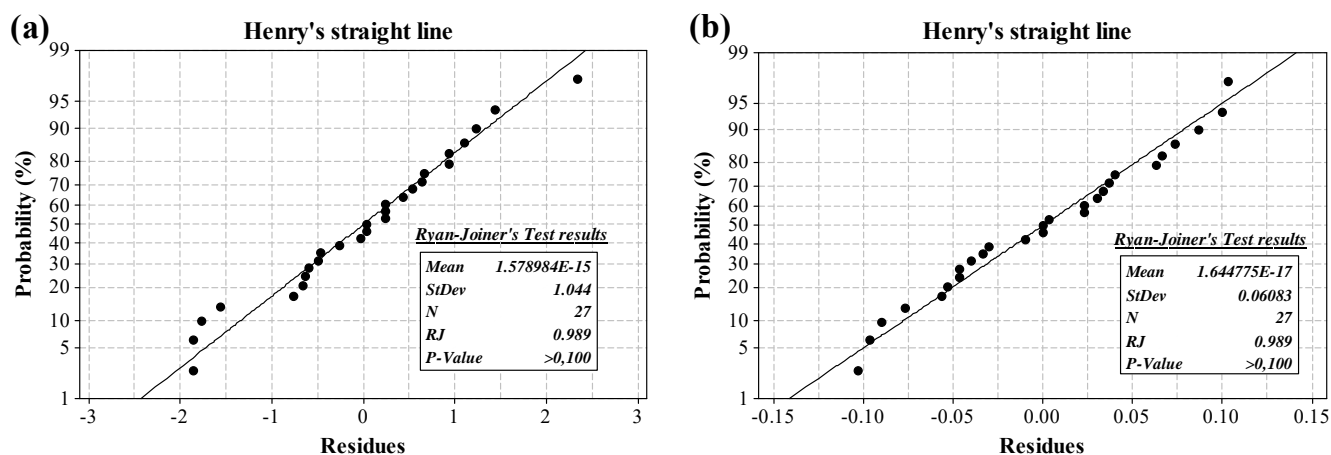 (a)
Henry's straight line
Probability (%)
99
95
90
80
70
60
50
40
30
20
10
5
1
-3
-2
-1
0
1
2
3
Residues
Ryan-Joiner's Test results
Mean 1.578984E-15
StDev 1.044
N 27
RJ 0.989
P-Value >0,100
(b)
Henry's straight line
Probability (%)
99
95
90
80
70
60
50
40
30
20
10
5
1
-0.15
-0.10
-0.05
0.00
0.05
0.10
0.15
Residues
Ryan-Joiner's Test results
Mean 1.644775E-17
StDev 0.06083
N 27
RJ 0.989
P-Value >0,100